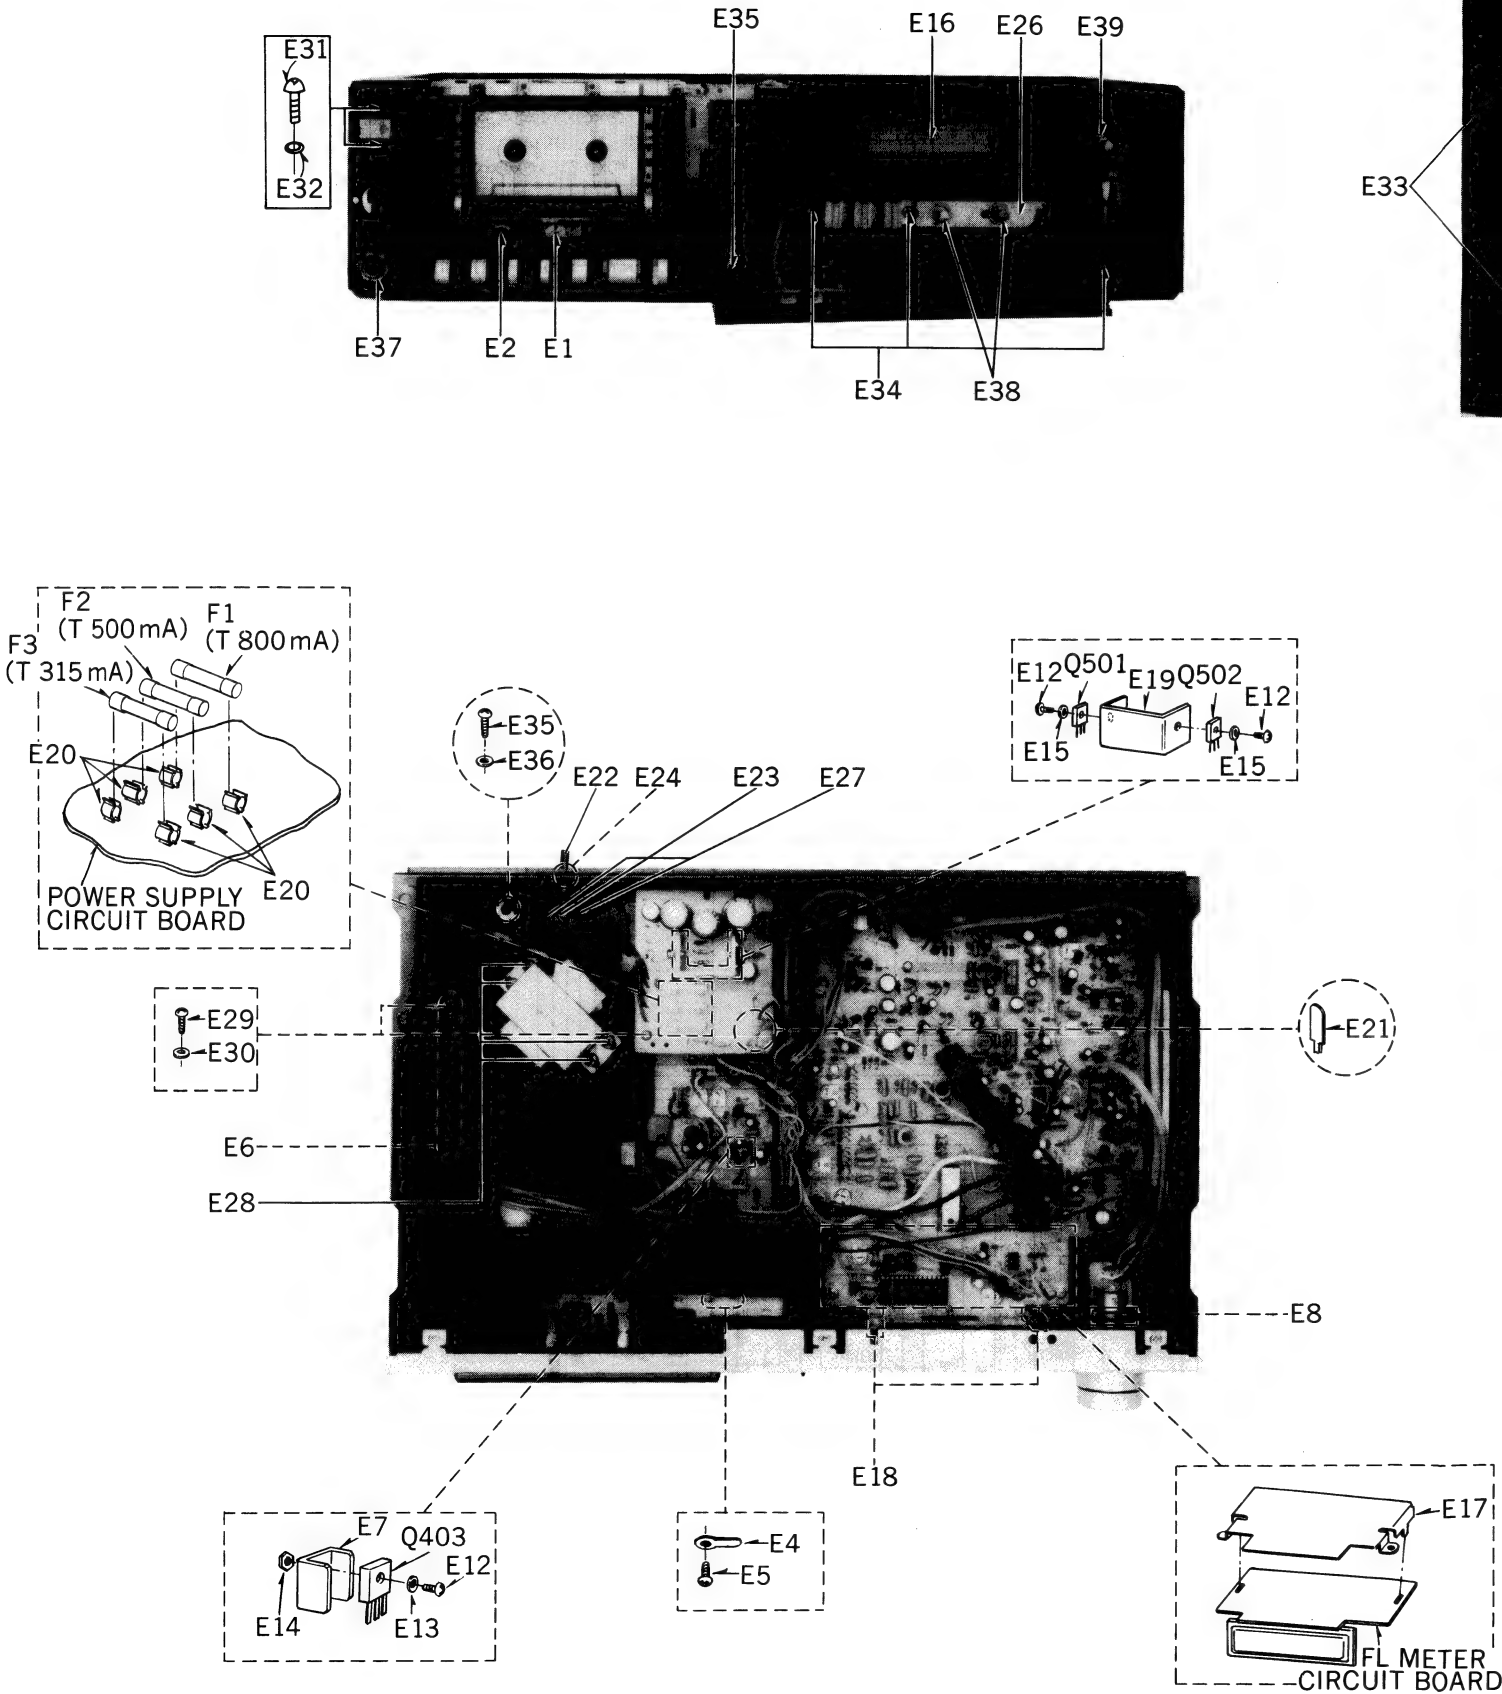 E35
E16
E26
E39
E31
E32
E33
E37
E2
E1
E34
E38
F2
(T 500mA)
F1
(T 800mA)
F3
(T 315mA)
E20
E20
POWER SUPPLY
CIRCUIT BOARD
E35
E36
E22
E24
E23
E27
E12
Q501
E19
Q502
E12
E15
E15
E29
E30
E21
E6
E28
E8
E18
E7
Q403
E12
E14
E13
E4
E5
E17
FL METER
CIRCUIT BOARD